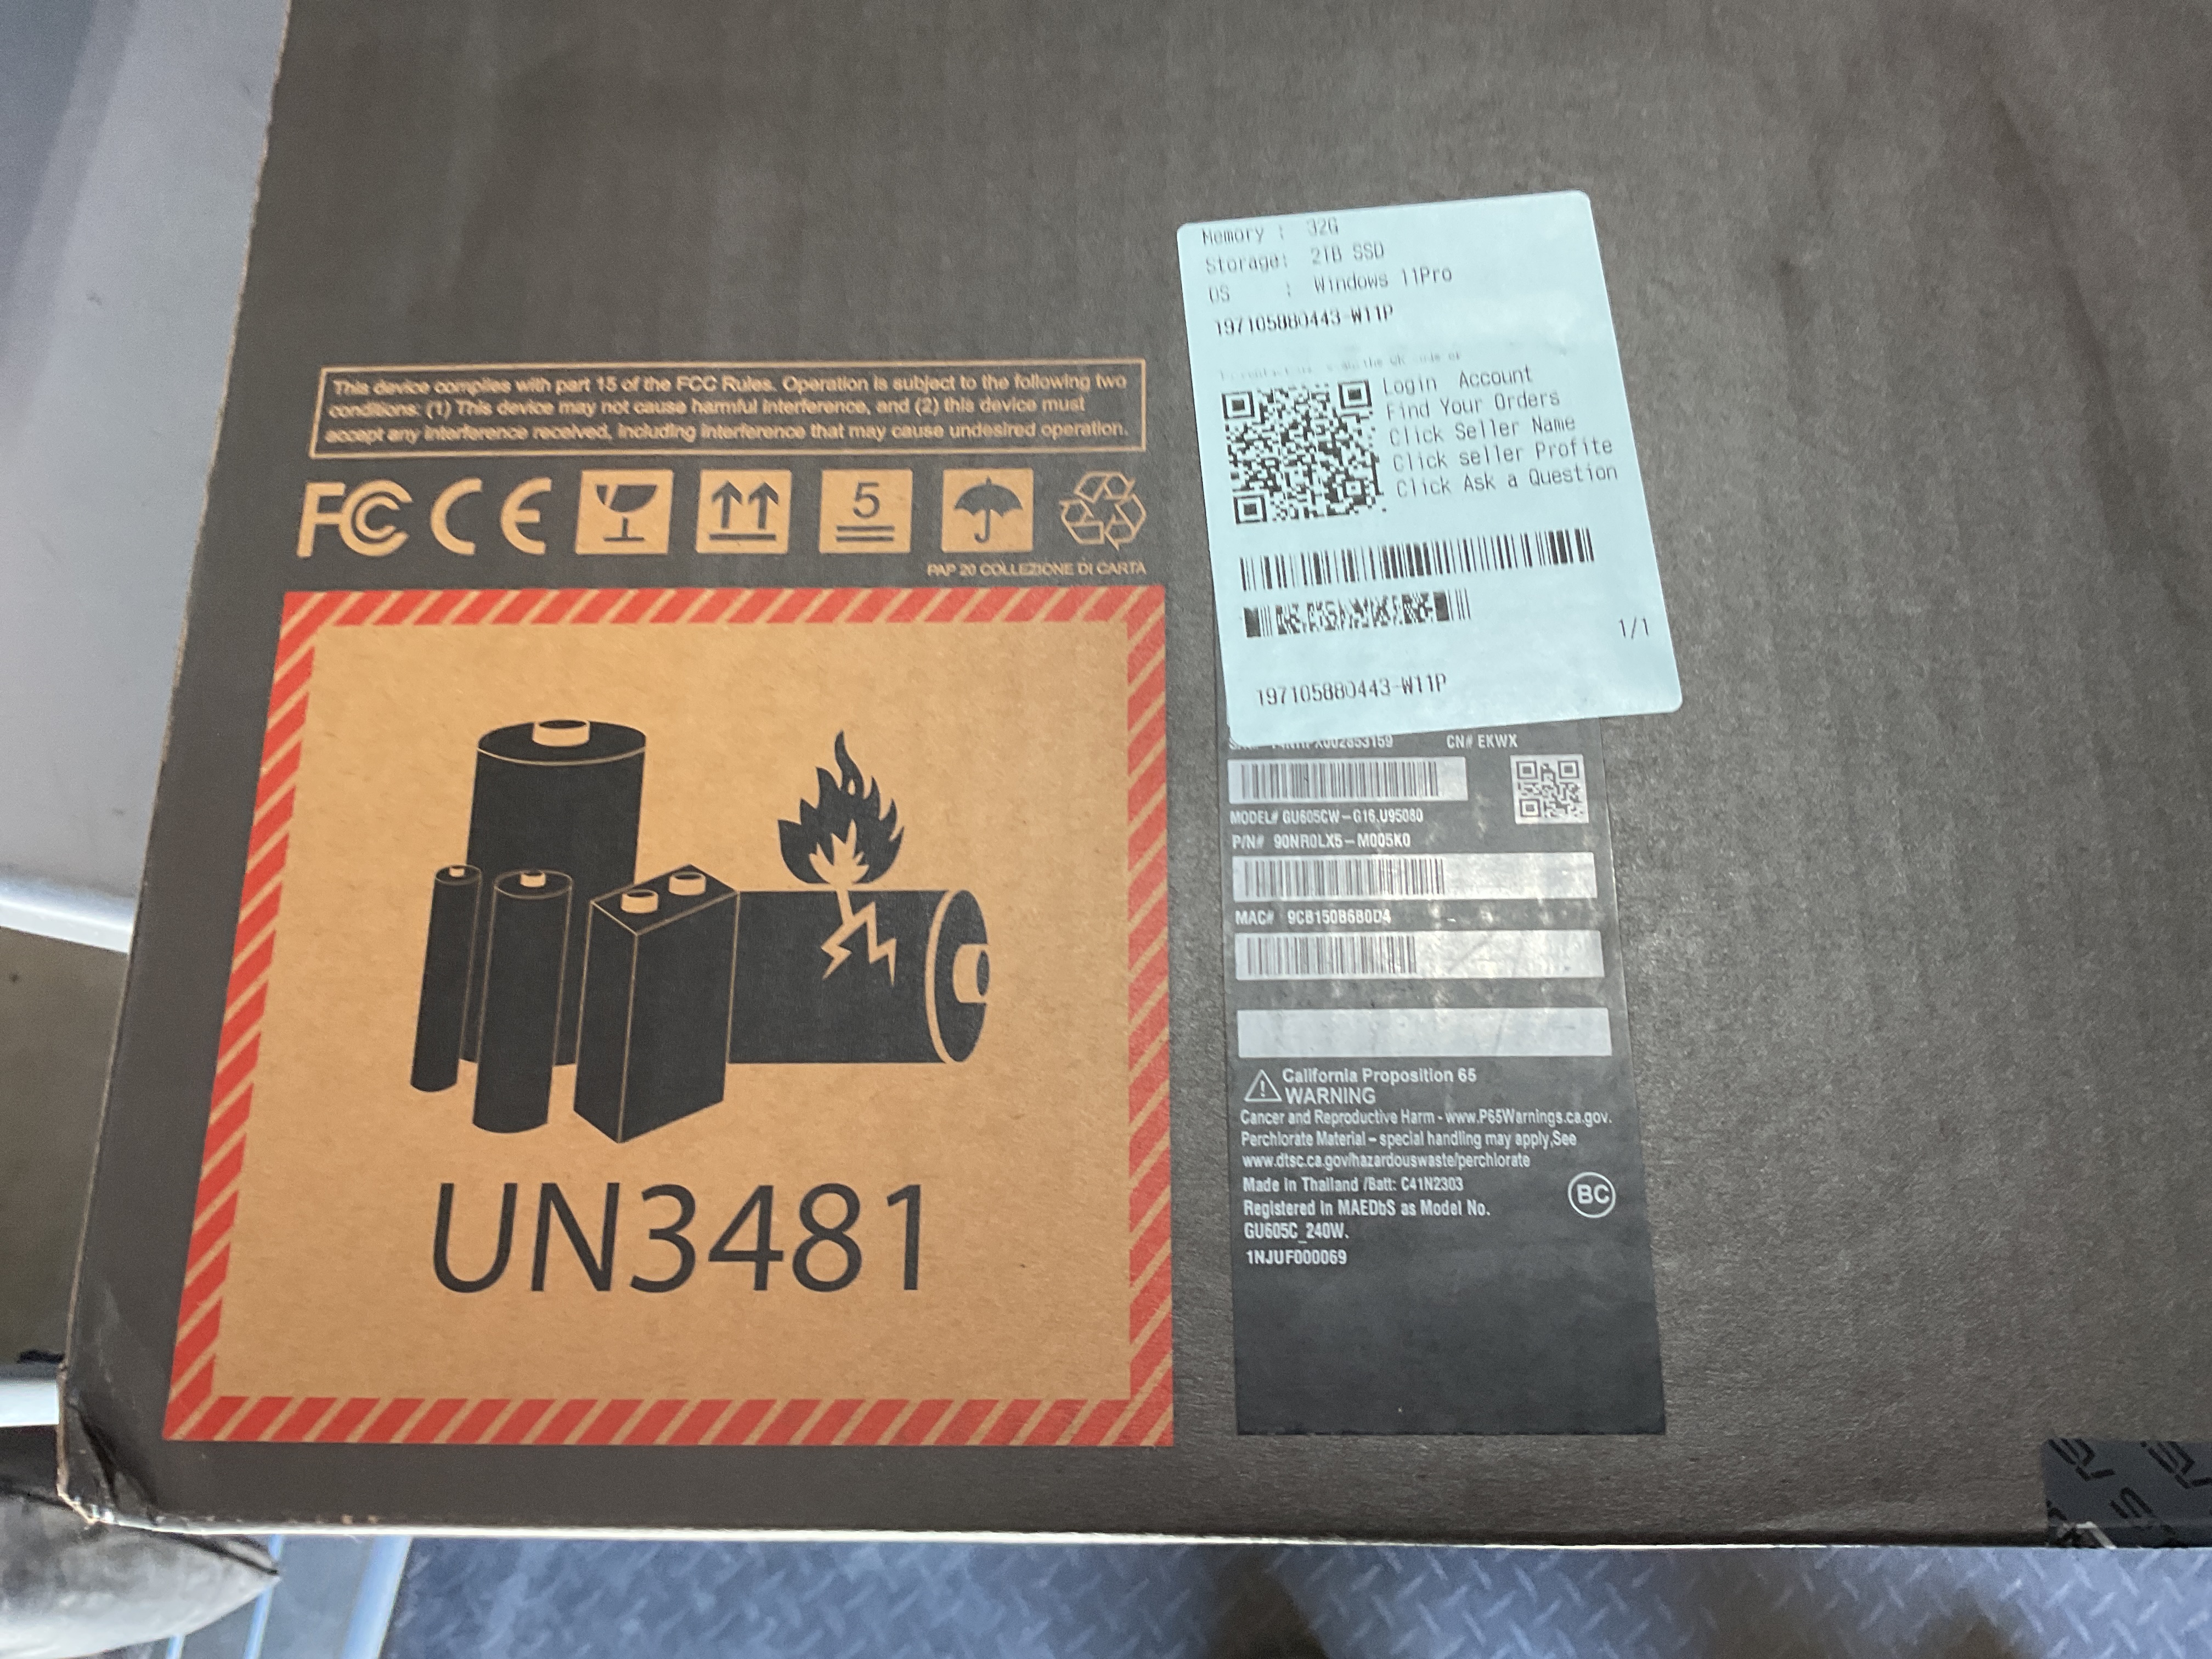 This device complies with part 15 of the FCC Rules. Operation is subject to the following two
conditions: (1) This device may not cause harmful interference, and (2) this device must
accept any interference received, including interference that may cause undesired operation.
FC CE
5
PAP 20 COLLEZIONE DI CARTA
UN3481
Memory : 32G
Storage: 2TB SSD
OS : Windows 11Pro
197105880443-W11P
Login Account
Find Your Orders
Click Seller Name
Click seller Profite
Click Ask a Question
1/1
197105880443-W11P
CN# EKWX
MODEL# GU605CW-G16.U95080
P/N# 90NR0LX5-M005K0
MAC# 9CB150B6B0D4
California Proposition 65
WARNING
Cancer and Reproductive Harm - www.P65Warnings.ca.gov.
Perchlorate Material - special handling may apply,See
www.dtsc.ca.gov/hazardouswaste/perchlorate
Made in Thailand /Batt: C41N2303
Registered in MAEDbS as Model No.
GU605C_240W.
1NJUF000069
BC